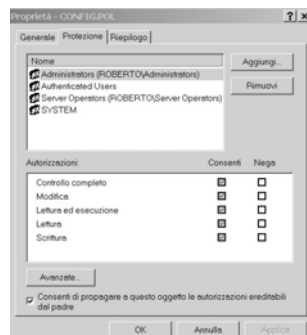 Proprietà - CONFIG.POL
Generale Protezione Riepilogo
Nome
Administrators (ROBERTO\Administrators)
Authenticated Users
Server Operators (ROBERTO\Server Operators)
SYSTEM
Aggiungi...
Rimuovi
Autorizzazioni: Consenti Nega
Controllo completo
Modifica
Lettura ed esecuzione
Lettura
Scrittura
Avanzate...
Consenti di propagare a questo oggetto le autorizzazioni ereditabili
dal padre
OK Annulla Applica